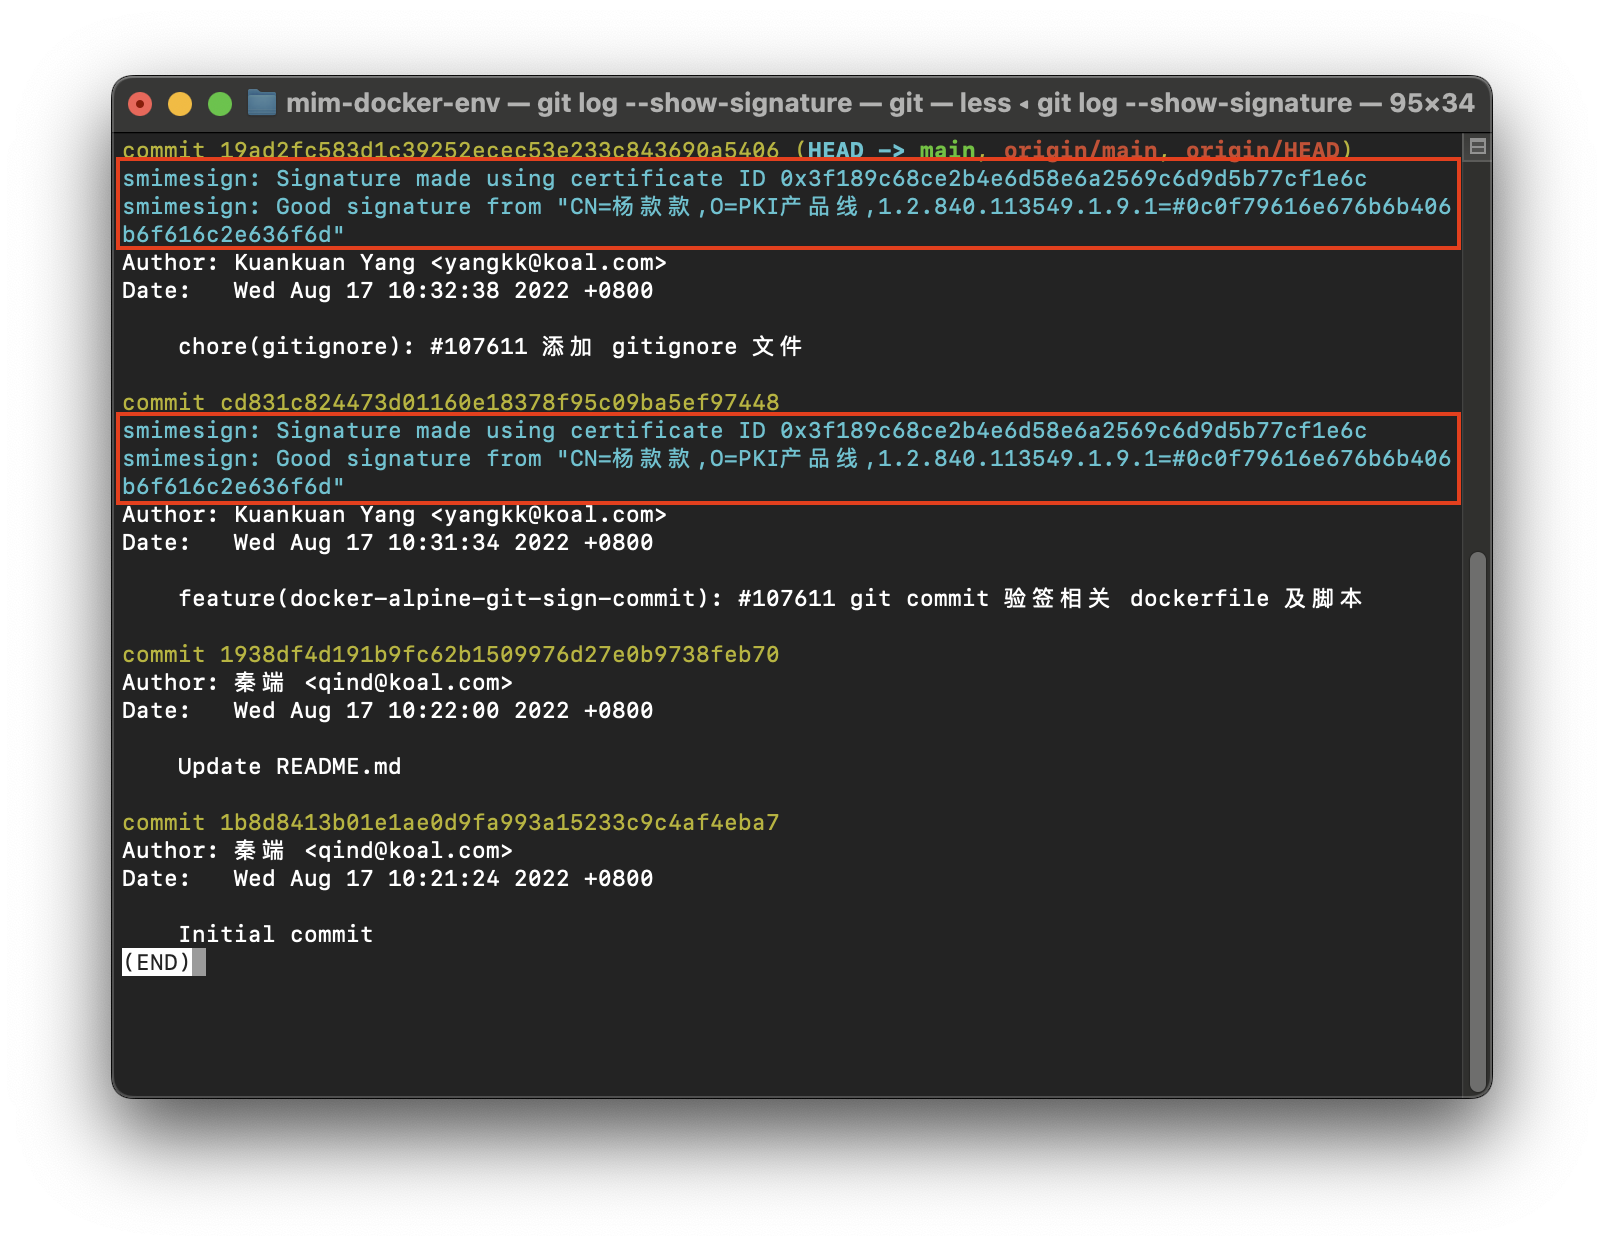 mim-docker-env — git log --show-signature — git — less ◂ git log --show-signature — 95×34
commit 19ad2fc583d1c39252ecec53e233c843690a5406 (HEAD -> main, origin/main, origin/HEAD)
smimesign: Signature made using certificate ID 0x3f189c68ce2b4e6d58e6a2569c6d9d5b77cf1e6c
smimesign: Good signature from "CN=杨款款,O=PKI产品线,1.2.840.113549.1.9.1=#0c0f79616e676b6b406
b6f616c2e636f6d"
Author: Kuankuan Yang <yangkk@koal.com>
Date:   Wed Aug 17 10:32:38 2022 +0800
chore(gitignore): #107611 添加 gitignore 文件
commit cd831c824473d01160e18378f95c09ba5ef97448
smimesign: Signature made using certificate ID 0x3f189c68ce2b4e6d58e6a2569c6d9d5b77cf1e6c
smimesign: Good signature from "CN=杨款款,O=PKI产品线,1.2.840.113549.1.9.1=#0c0f79616e676b6b406
b6f616c2e636f6d"
Author: Kuankuan Yang <yangkk@koal.com>
Date:   Wed Aug 17 10:31:34 2022 +0800
feature(docker-alpine-git-sign-commit): #107611 git commit 验签相关 dockerfile 及脚本
commit 1938df4d191b9fc62b1509976d27e0b9738feb70
Author: 秦端 <qind@koal.com>
Date:   Wed Aug 17 10:22:00 2022 +0800
Update README.md
commit 1b8d8413b01e1ae0d9fa993a15233c9c4af4eba7
Author: 秦端 <qind@koal.com>
Date:   Wed Aug 17 10:21:24 2022 +0800
Initial commit
(END)